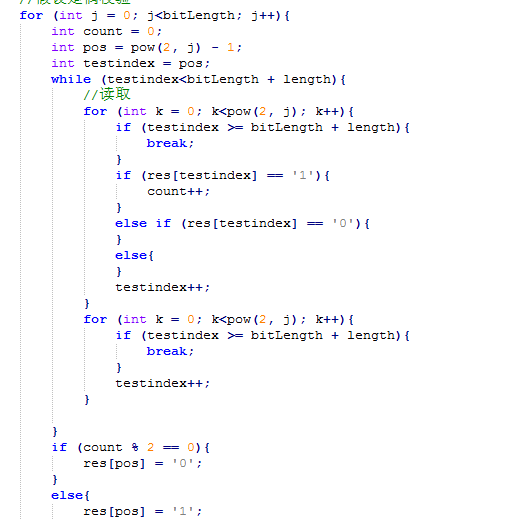 for (int j = 0; j<bitLength; j++){
int count = 0;
int pos = pow(2, j) - 1;
int testindex = pos;
while (testindex<bitLength + length){
//读取
for (int k = 0; k<pow(2, j); k++){
if (testindex >= bitLength + length){
break;
}
if (res[testindex] == '1'){
count++;
}
else if (res[testindex] == '0'){
}
else{
}
testindex++;
}
for (int k = 0; k<pow(2, j); k++){
if (testindex >= bitLength + length){
break;
}
testindex++;
}
}
if (count % 2 == 0){
res[pos] = '0';
}
else{
res[pos] = '1';